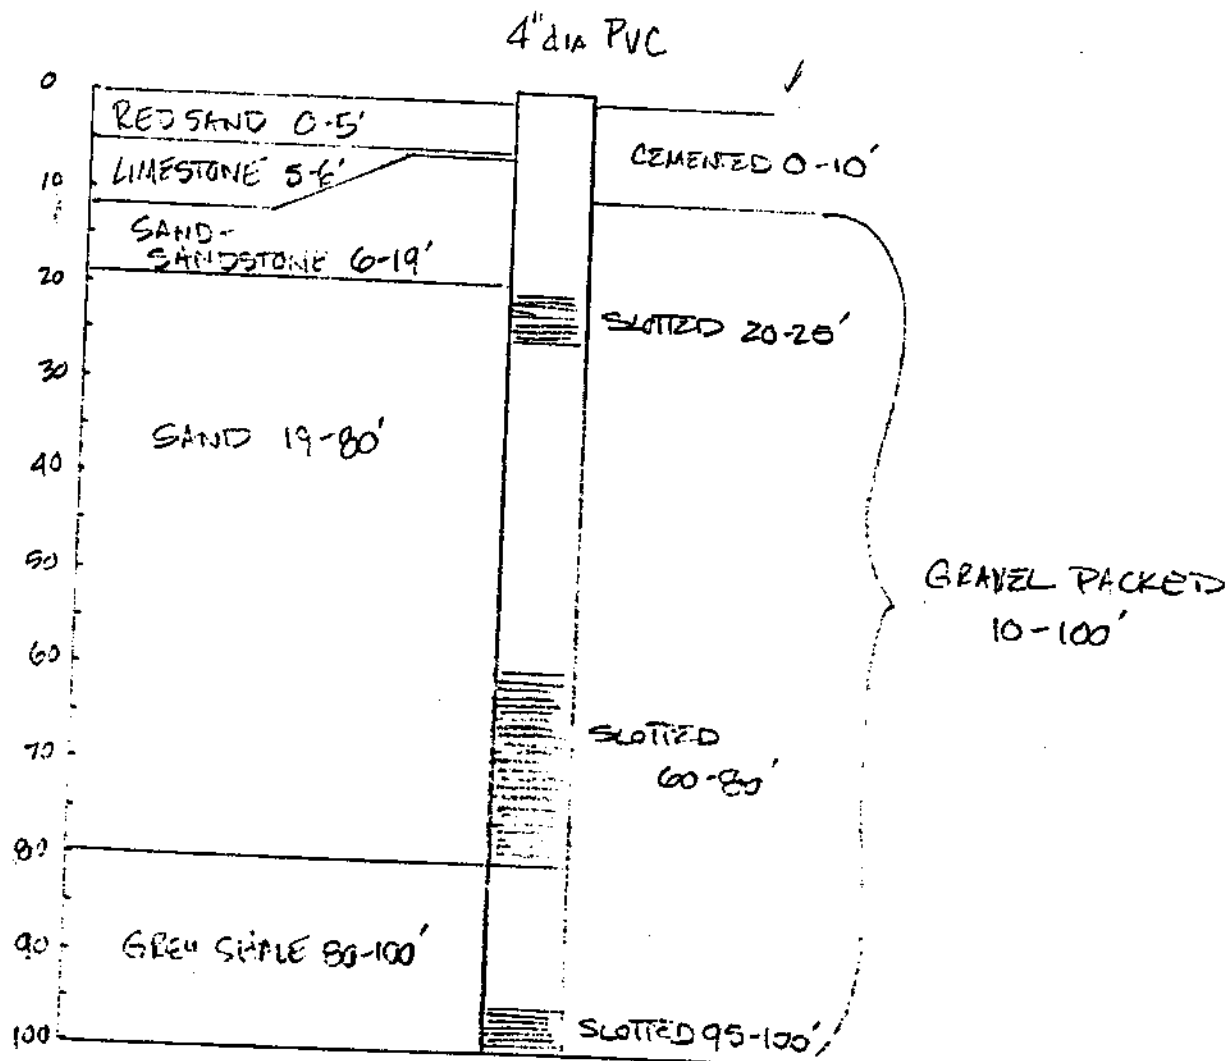 4" dia PVC
0
RED SAND 0-5'
LIMESTONE 5-6'
CEMENTED 0-10'
10
SAND-
SANDSTONE 6-19'
20
SLOTTED 20-25'
30
SAND 19-80'
40
50
GRAVEL PACKED
10-100'
60
70
SLOTTED
60-80'
80
90
GREY SHALE 80-100'
100
SLOTTED 95-100'